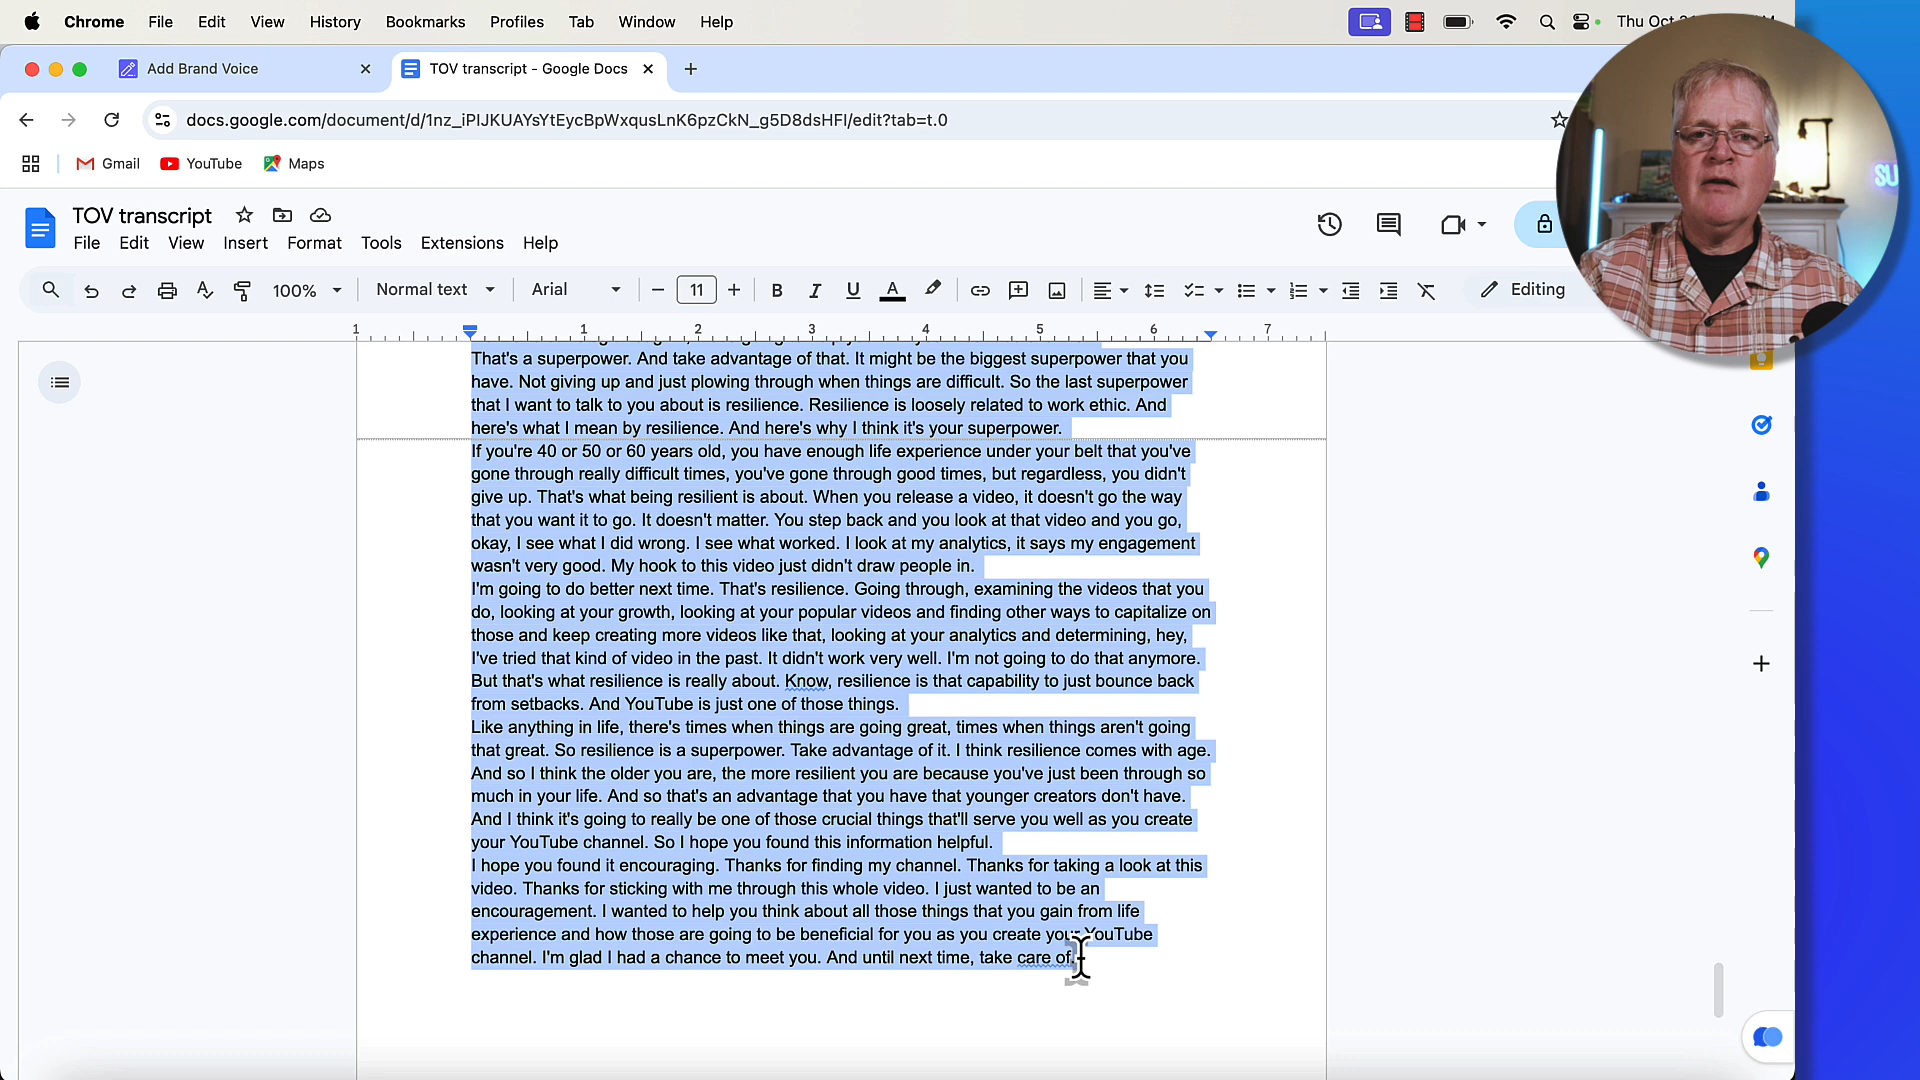 Chrome File Edit View History Bookmarks Profiles Tab Window Help
Thu Oct
Add Brand Voice
TOV transcript - Google Docs
docs.google.com/document/d/1nz_iPIJKUAYsYtEycBpWxqusLnK6pzCkN_g5D8dsHFI/edit?tab=t.0
Gmail YouTube Maps
TOV transcript
File Edit View Insert Format Tools Extensions Help
100% Normal text Arial 11 B I U A Editing
1 1 2 3 4 5 6 7
That's a superpower. And take advantage of that. It might be the biggest superpower that you
have. Not giving up and just plowing through when things are difficult. So the last superpower
that I want to talk to you about is resilience. Resilience is loosely related to work ethic. And
here's what I mean by resilience. And here's why I think it's your superpower.
If you're 40 or 50 or 60 years old, you have enough life experience under your belt that you've
gone through really difficult times, you've gone through good times, but regardless, you didn't
give up. That's what being resilient is about. When you release a video, it doesn't go the way
that you want it to go. It doesn't matter. You step back and you look at that video and you go,
okay, I see what I did wrong. I see what worked. I look at my analytics, it says my engagement
wasn't very good. My hook to this video just didn't draw people in.
I'm going to do better next time. That's resilience. Going through, examining the videos that you
do, looking at your growth, looking at your popular videos and finding other ways to capitalize on
those and keep creating more videos like that, looking at your analytics and determining, hey,
I've tried that kind of video in the past. It didn't work very well. I'm not going to do that anymore.
But that's what resilience is really about. Know, resilience is that capability to just bounce back
from setbacks. And YouTube is just one of those things.
Like anything in life, there's times when things are going great, times when things aren't going
that great. So resilience is a superpower. Take advantage of it. I think resilience comes with age.
And so I think the older you are, the more resilient you are because you've just been through so
much in your life. And so that's an advantage that you have that younger creators don't have.
And I think it's going to really be one of those crucial things that'll serve you well as you create
your YouTube channel. So I hope you found this information helpful.
I hope you found it encouraging. Thanks for finding my channel. Thanks for taking a look at this
video. Thanks for sticking with me through this whole video. I just wanted to be an
encouragement. I wanted to help you think about all those things that you gain from life
experience and how those are going to be beneficial for you as you create your YouTube
channel. I'm glad I had a chance to meet you. And until next time, take care of.